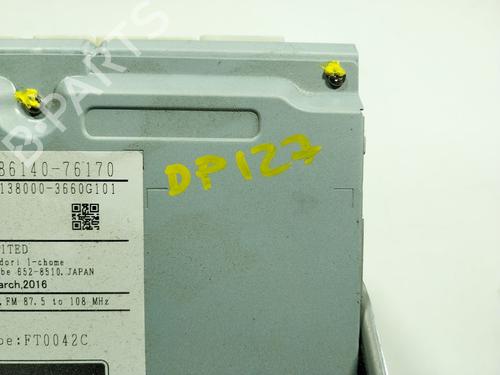 86140-76170
138000-3660G101
DP127
ITED
dori 1-chome
be 652-8510, JAPAN
arch,2016
,FM 87.5 to 108 MHz
pe:FT0042C
B-PARTS